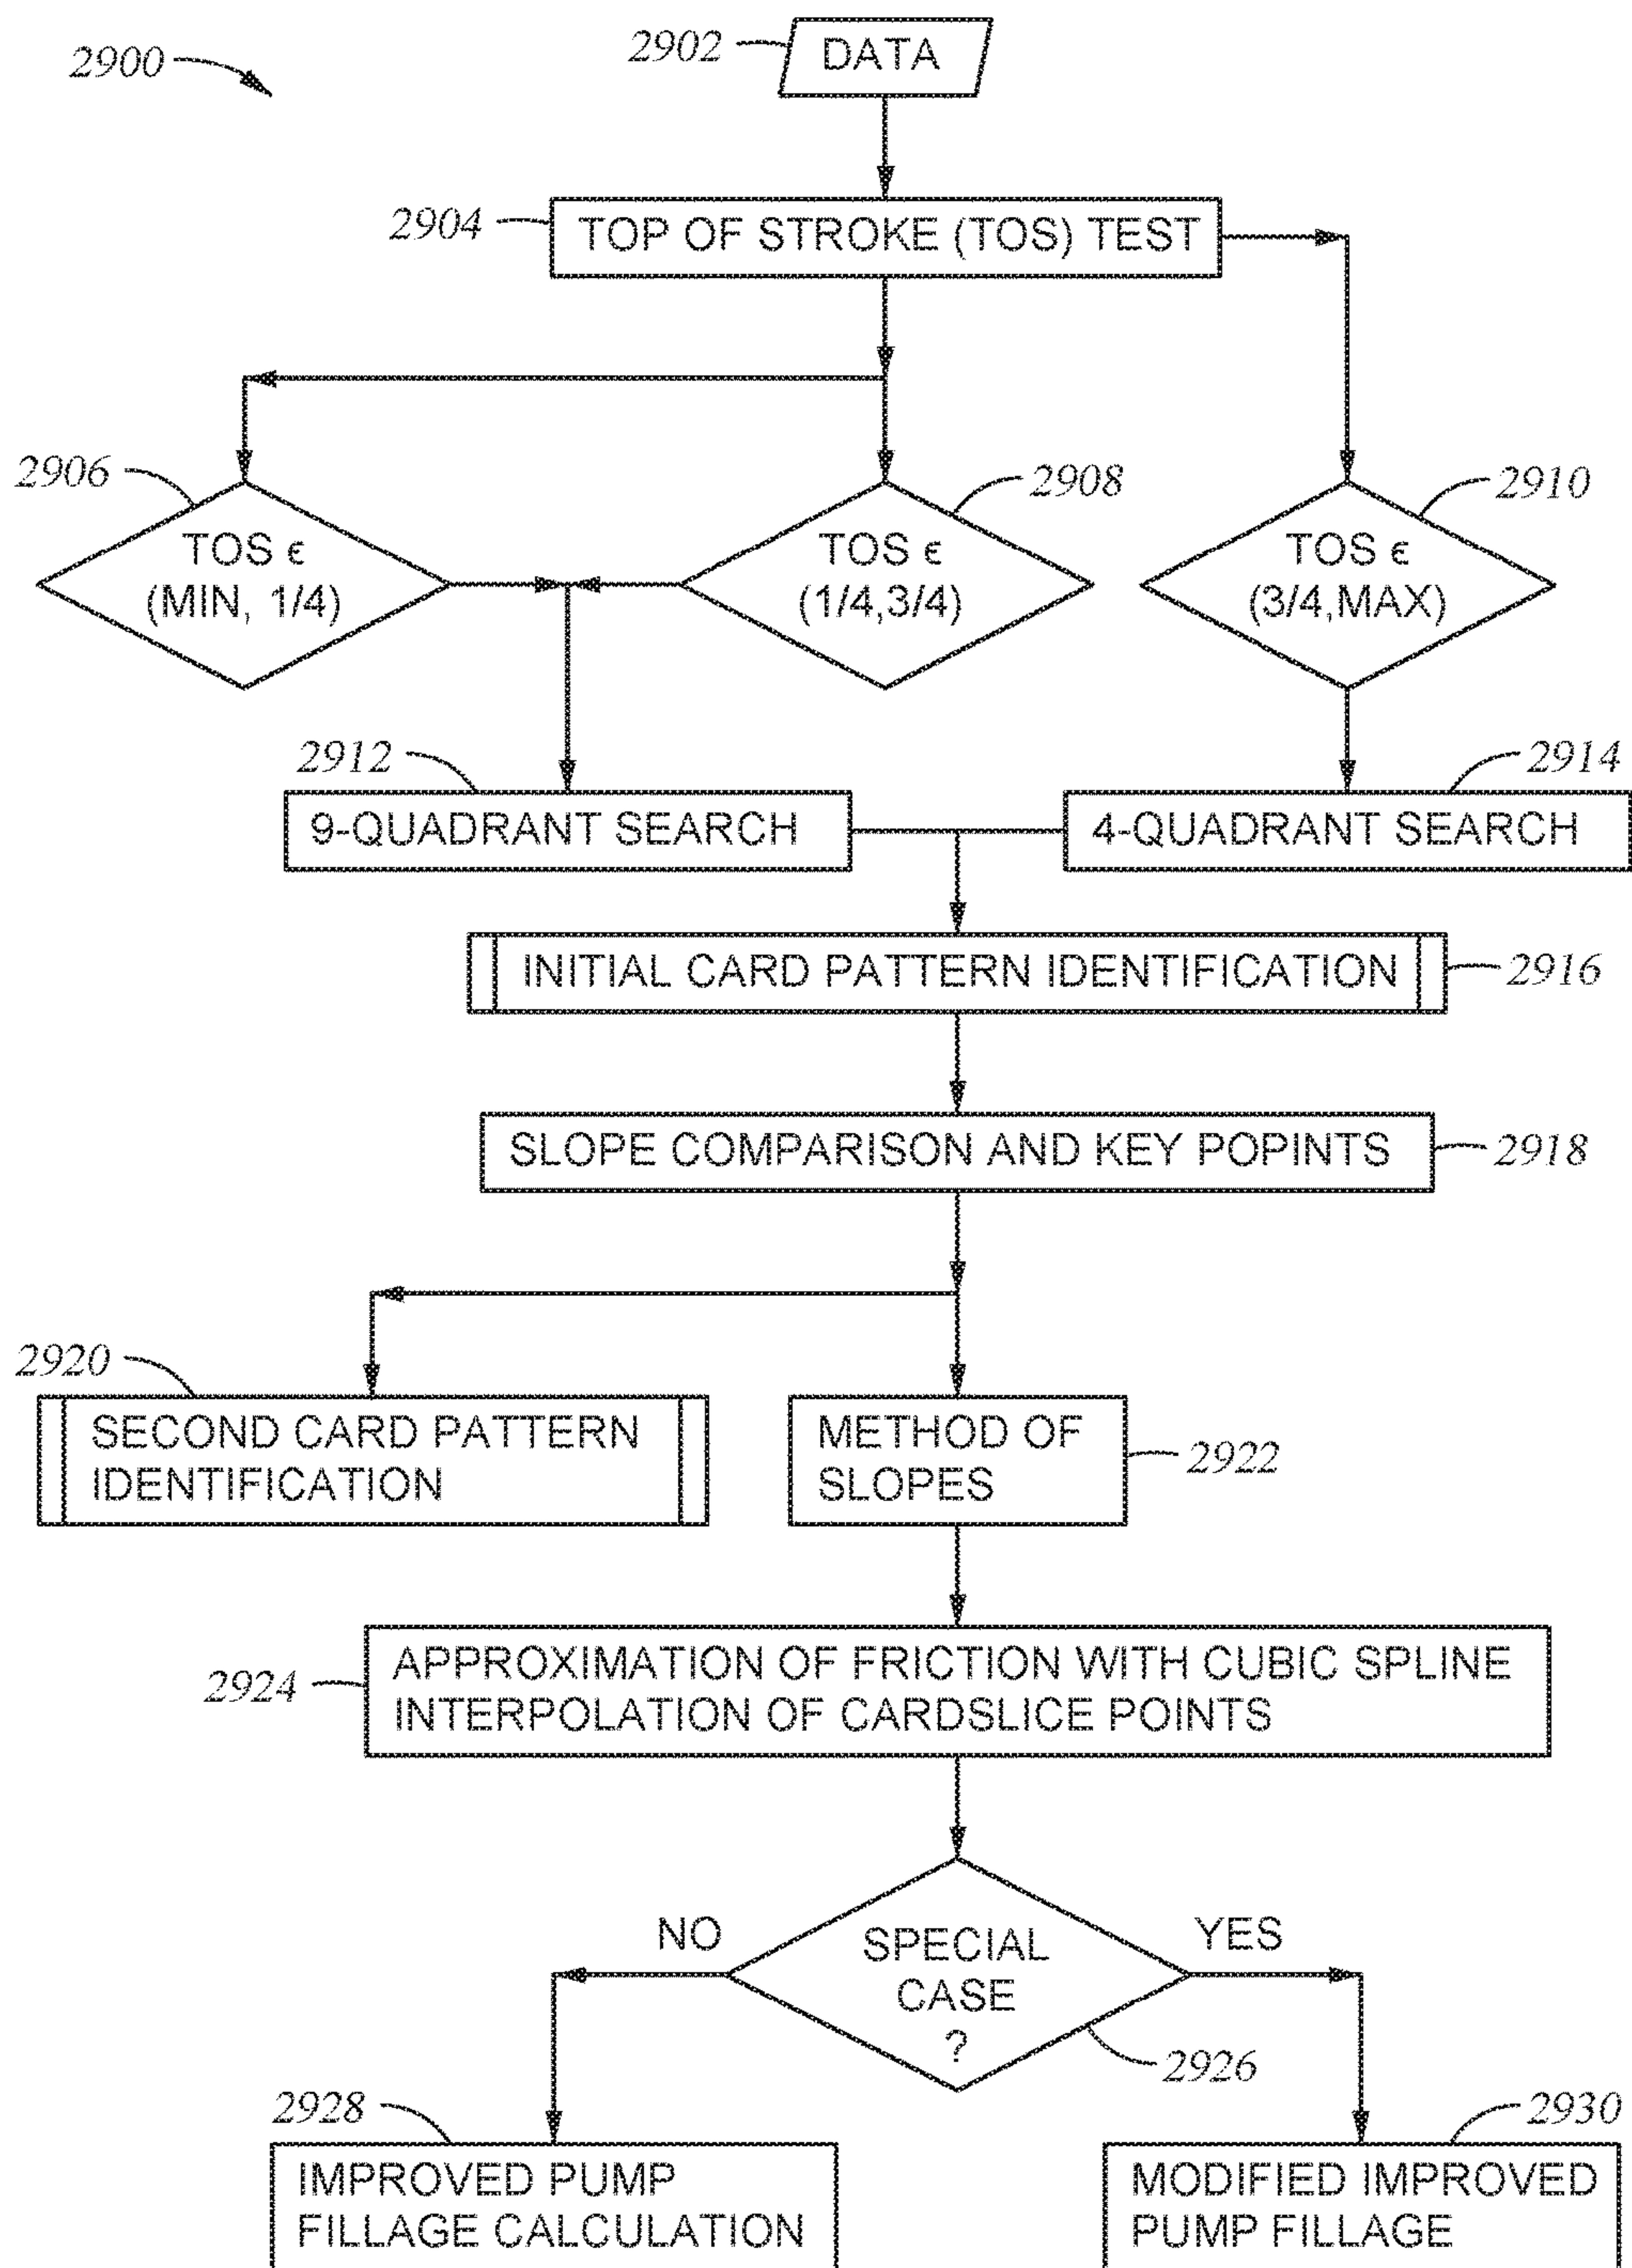 2900
2902
DATA
2904
TOP OF STROKE (TOS) TEST
2906
2908
2910
TOS ϵ
(MIN, 1/4)
TOS ϵ
(1/4,3/4)
TOS ϵ
(3/4,MAX)
2912
2914
9-QUADRANT SEARCH
4-QUADRANT SEARCH
INITIAL CARD PATTERN IDENTIFICATION
2916
SLOPE COMPARISON AND KEY POPINTS
2918
2920
SECOND CARD PATTERN
IDENTIFICATION
METHOD OF
SLOPES
2922
2924
APPROXIMATION OF FRICTION WITH CUBIC SPLINE
INTERPOLATION OF CARDSLICE POINTS
NO
SPECIAL
CASE
?
YES
2926
2928
2930
IMPROVED PUMP
FILLAGE CALCULATION
MODIFIED IMPROVED
PUMP FILLAGE